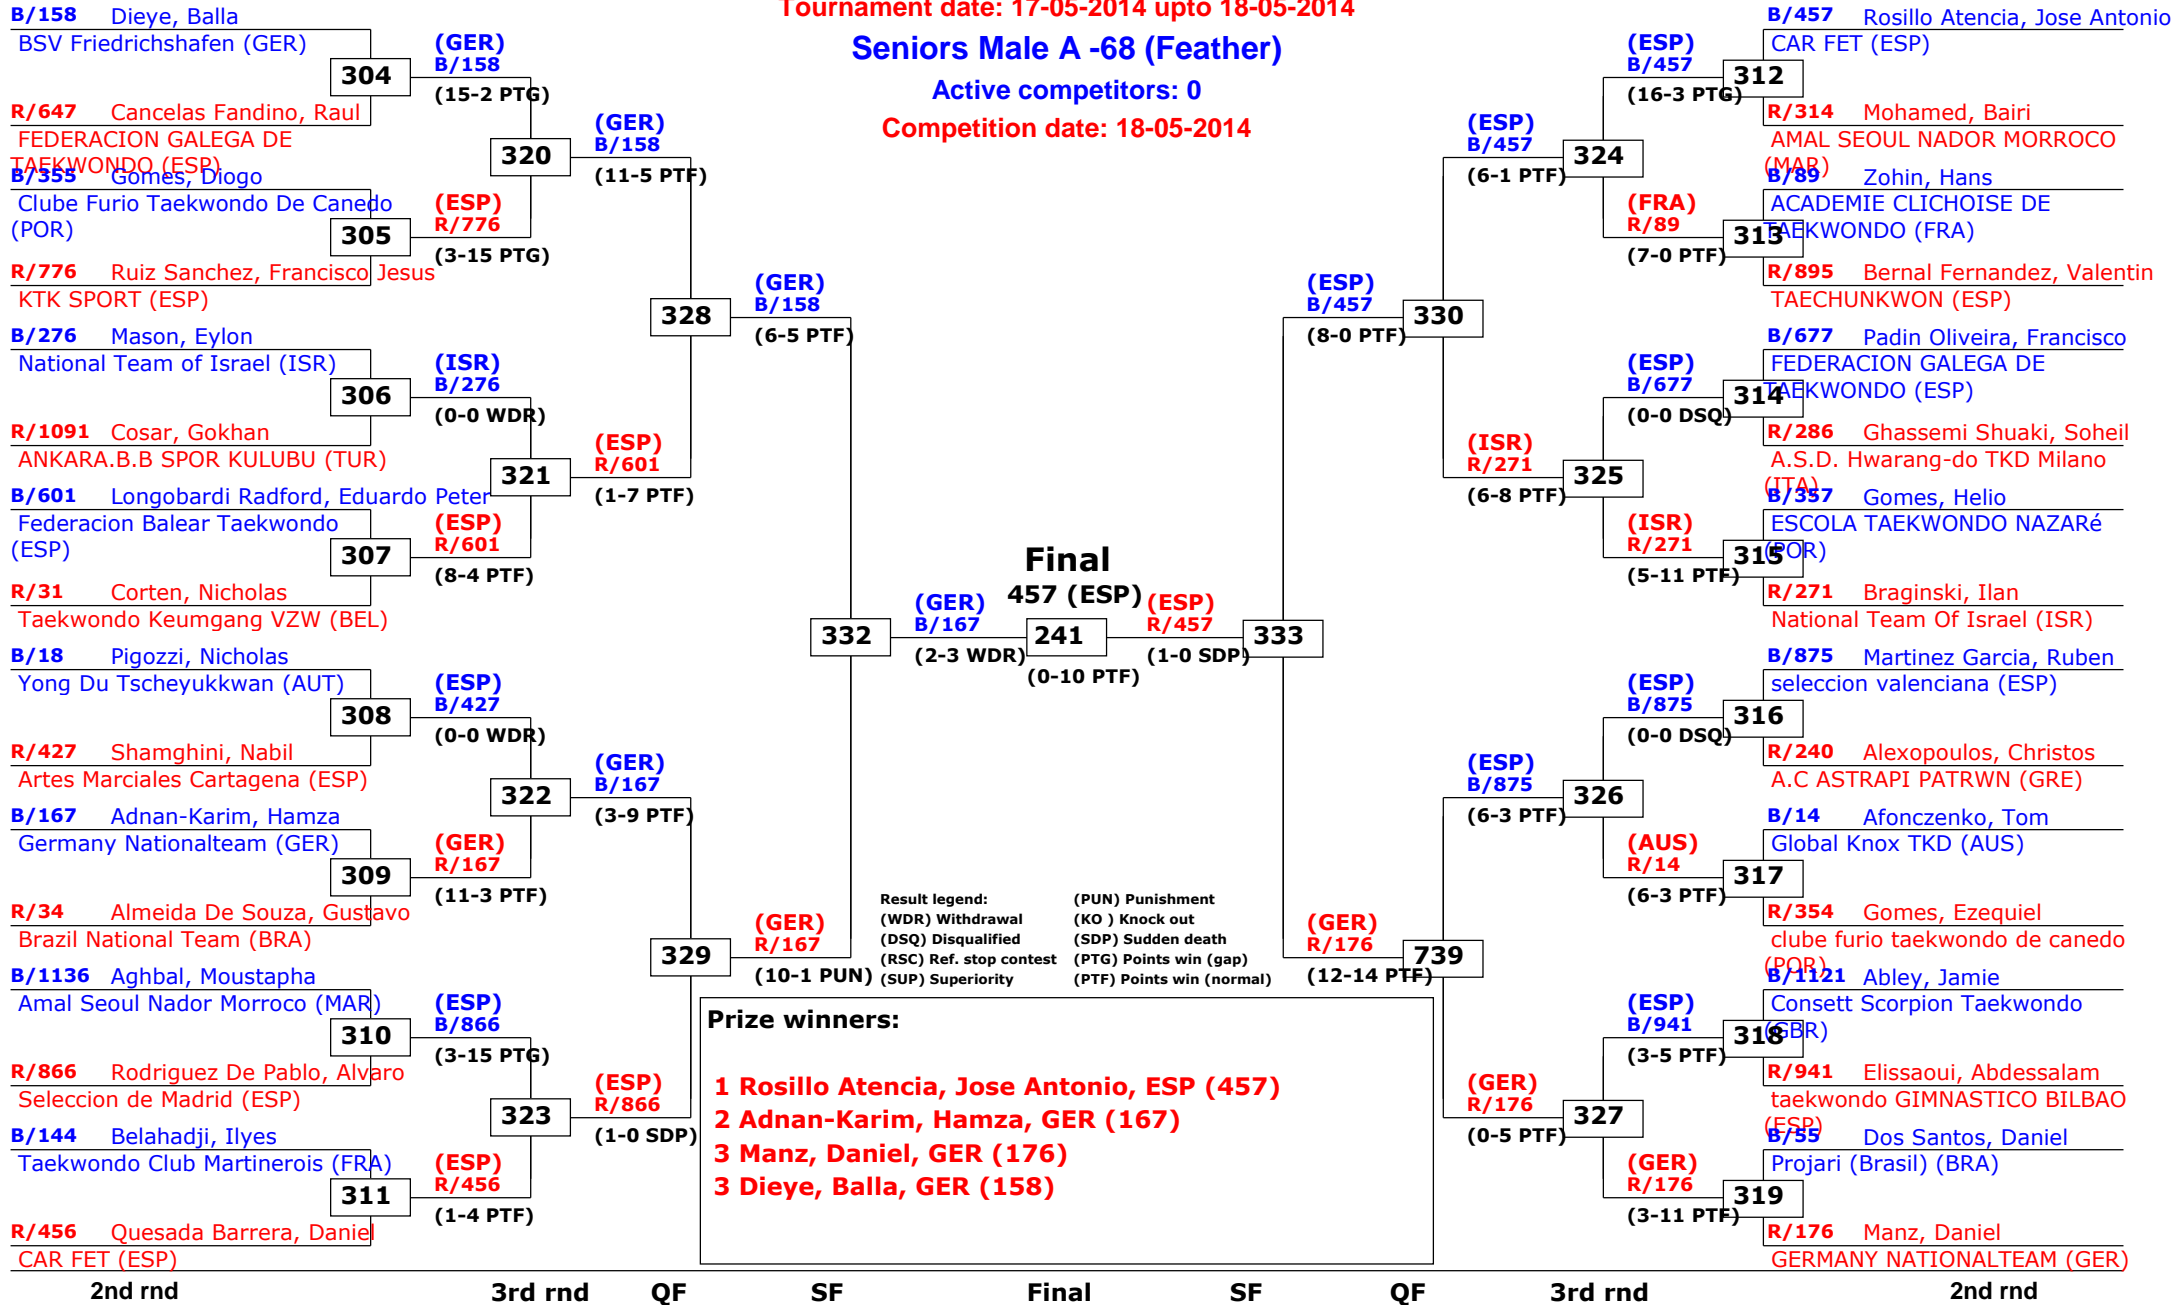 Tournament date: 17-05-2014 upto 18-05-2014
Seniors Male A -68 (Feather)
Active competitors: 0
Competition date: 18-05-2014
B/158 Dieye, Balla
BSV Friedrichshafen (GER)
304
R/647 Cancelas Fandino, Raul
FEDERACION GALEGA DE
TAEKWONDO (ESP)
B/355 Gomes, Diogo
Clube Furio Taekwondo De Canedo
(POR)
305
R/776 Ruiz Sanchez, Francisco Jesus
KTK SPORT (ESP)
B/276 Mason, Eylon
National Team of Israel (ISR)
306
R/1091 Cosar, Gokhan
ANKARA.B.B SPOR KULUBU (TUR)
B/601 Longobardi Radford, Eduardo Peter
Federacion Balear Taekwondo
(ESP)
307
R/31 Corten, Nicholas
Taekwondo Keumgang VZW (BEL)
B/18 Pigozzi, Nicholas
Yong Du Tscheyukkwan (AUT)
308
R/427 Shamghini, Nabil
Artes Marciales Cartagena (ESP)
B/167 Adnan-Karim, Hamza
Germany Nationalteam (GER)
309
R/34 Almeida De Souza, Gustavo
Brazil National Team (BRA)
B/1136 Aghbal, Moustapha
Amal Seoul Nador Morroco (MAR)
310
R/866 Rodriguez De Pablo, Alvaro
Seleccion de Madrid (ESP)
B/144 Belahadji, Ilyes
Taekwondo Club Martinerois (FRA)
311
R/456 Quesada Barrera, Daniel
CAR FET (ESP)
(GER)
B/158
(15-2 PTG)
320
(ESP)
R/776
(3-15 PTG)
(ISR)
B/276
(0-0 WDR)
321
(ESP)
R/601
(8-4 PTF)
(ESP)
B/427
(0-0 WDR)
322
(GER)
R/167
(11-3 PTF)
(ESP)
B/866
(3-15 PTG)
323
(ESP)
R/456
(1-4 PTF)
(GER)
B/158
(11-5 PTF)
328
(ESP)
R/601
(1-7 PTF)
(GER)
B/167
(3-9 PTF)
329
(ESP)
R/866
(1-0 SDP)
(GER)
B/158
(6-5 PTF)
332
(GER)
R/167
(10-1 PUN)
(GER)
B/167
(2-3 WDR)
Final
457 (ESP)
241
(0-10 PTF)
(ESP)
R/457
(1-0 SDP)
333
(ESP)
B/457
(8-0 PTF)
330
(GER)
R/176
(12-14 PTF)
739
(ESP)
B/457
(6-1 PTF)
324
(ISR)
R/271
(6-8 PTF)
325
(ESP)
B/875
(6-3 PTF)
326
(GER)
R/176
(0-5 PTF)
327
(ESP)
B/457
(16-3 PTG)
(FRA)
R/89
(7-0 PTF)
(ESP)
B/677
(0-0 DSQ)
(ISR)
R/271
(5-11 PTF)
(ESP)
B/875
(0-0 DSQ)
(AUS)
R/14
(6-3 PTF)
(ESP)
B/941
(3-5 PTF)
(GER)
R/176
(3-11 PTF)
B/457 Rosillo Atencia, Jose Antonio
CAR FET (ESP)
312
R/314 Mohamed, Bairi
AMAL SEOUL NADOR MORROCO
(MAR)
B/89 Zohin, Hans
ACADEMIE CLICHOISE DE
TAEKWONDO (FRA)
313
R/895 Bernal Fernandez, Valentin
TAECHUNKWON (ESP)
B/677 Padin Oliveira, Francisco
FEDERACION GALEGA DE
TAEKWONDO (ESP)
314
R/286 Ghassemi Shuaki, Soheil
A.S.D. Hwarang-do TKD Milano
(ITA)
B/357 Gomes, Helio
ESCOLA TAEKWONDO NAZARé
(POR)
315
R/271 Braginski, Ilan
National Team Of Israel (ISR)
B/875 Martinez Garcia, Ruben
seleccion valenciana (ESP)
316
R/240 Alexopoulos, Christos
A.C ASTRAPI PATRWN (GRE)
B/14 Afonczenko, Tom
Global Knox TKD (AUS)
317
R/354 Gomes, Ezequiel
clube furio taekwondo de canedo
(POR)
B/1121 Abley, Jamie
Consett Scorpion Taekwondo
(GBR)
318
R/941 Elissaoui, Abdessalam
taekwondo GIMNASTICO BILBAO
(ESP)
B/55 Dos Santos, Daniel
Projari (Brasil) (BRA)
319
R/176 Manz, Daniel
GERMANY NATIONALTEAM (GER)
Result legend: (PUN) Punishment
(WDR) Withdrawal (KO ) Knock out
(DSQ) Disqualified (SDP) Sudden death
(RSC) Ref. stop contest (PTG) Points win (gap)
(SUP) Superiority (PTF) Points win (normal)
Prize winners:
1 Rosillo Atencia, Jose Antonio, ESP (457)
2 Adnan-Karim, Hamza, GER (167)
3 Manz, Daniel, GER (176)
3 Dieye, Balla, GER (158)
2nd rnd 3rd rnd QF SF Final SF QF 3rd rnd 2nd rnd